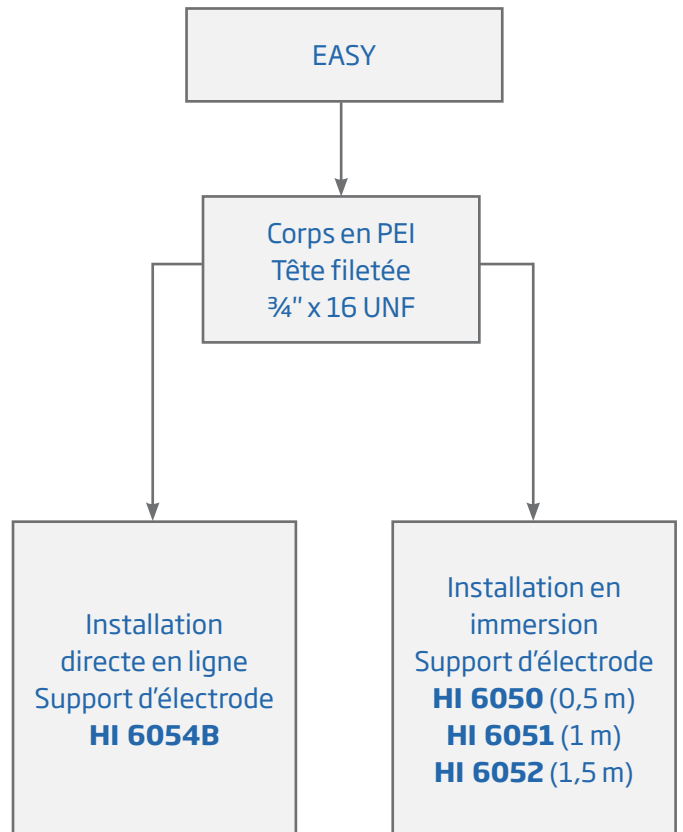 EASY
Corps en PEI
Tête filetée
¾" x 16 UNF
Installation
directe en ligne
Support d'électrode
HI 6054B
Installation en
immersion
Support d'électrode
HI 6050 (0,5 m)
HI 6051 (1 m)
HI 6052 (1,5 m)